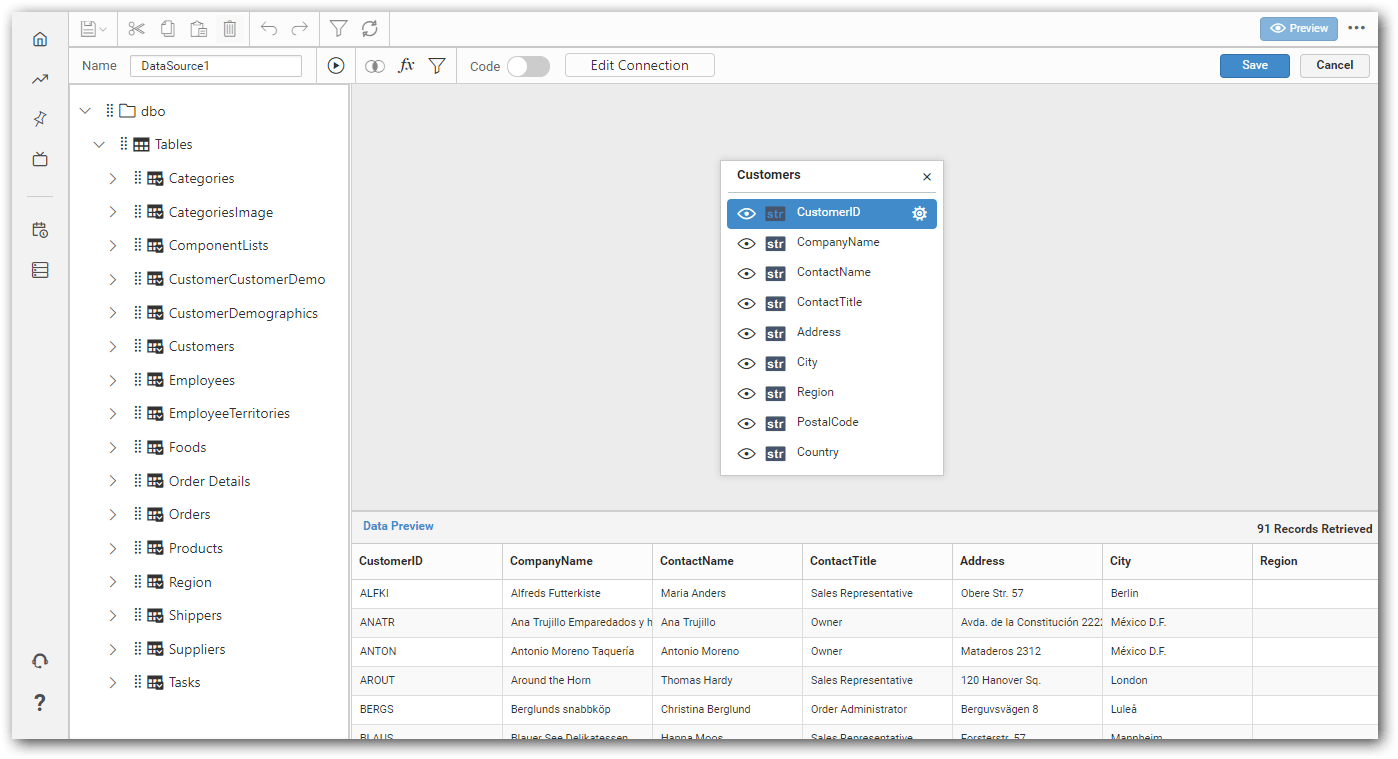 Preview
Name DataSource1 fx Code Edit Connection Save Cancel
dbo
Tables
Categories
CategoriesImage
ComponentLists
CustomerCustomerDemo
CustomerDemographics
Customers
Employees
EmployeeTerritories
Foods
Order Details
Orders
Products
Region
Shippers
Suppliers
Tasks
?
Customers
str CustomerID
str CompanyName
str ContactName
str ContactTitle
str Address
str City
str Region
str PostalCode
str Country
Data Preview 91 Records Retrieved
CustomerID CompanyName ContactName ContactTitle Address City Region
ALFKI Alfreds Futterkiste Maria Anders Sales Representative Obere Str. 57 Berlin
ANATR Ana Trujillo Emparedados y h Ana Trujillo Owner Avda. de la Constitución 2222 México D.F.
ANTON Antonio Moreno Taquería Antonio Moreno Owner Mataderos 2312 México D.F.
AROUT Around the Horn Thomas Hardy Sales Representative 120 Hanover Sq. London
BERGS Berglunds snabbköp Christina Berglund Order Administrator Berguvsvägen 8 Luleå
BLAUS Blauer See Delikatessen Hanna Moos Sales Representative Forsterstr. 57 Mannheim